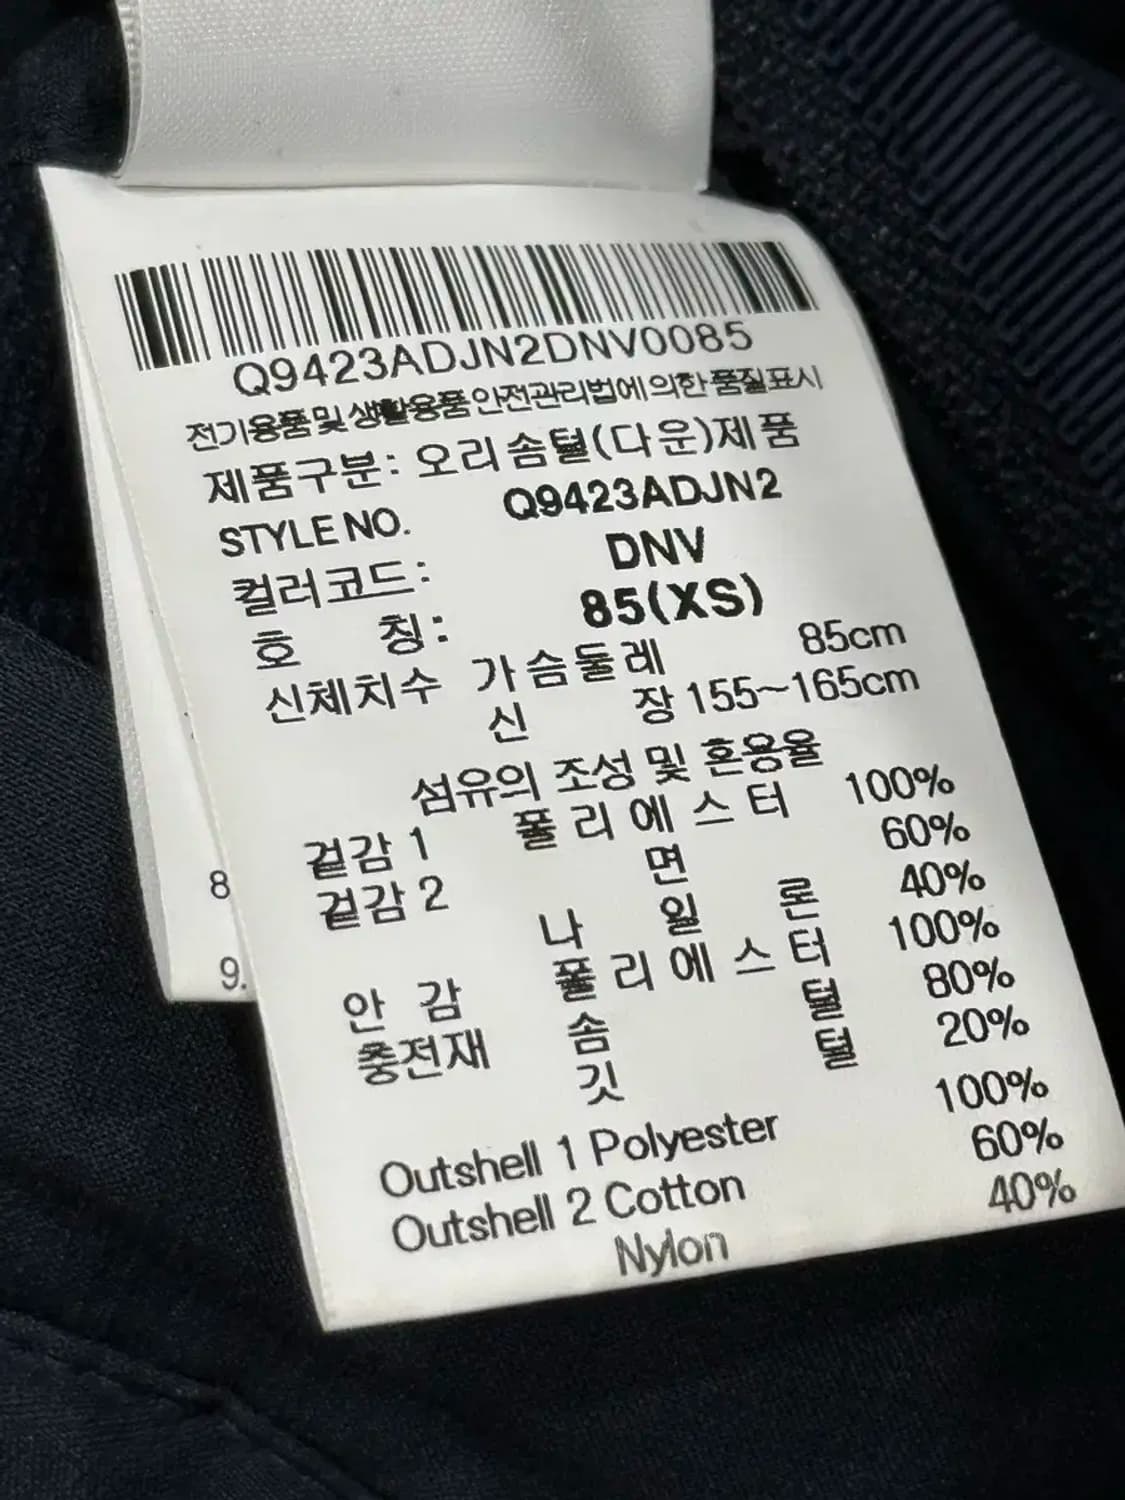 Q9423ADJN2DNV0085
전기용품 및 생활용품 안전관리법에 의한 품질표시
제품구분: 오리솜털(다운)제품
STYLE NO. Q9423ADJN2
컬러코드: DNV
호 칭: 85(XS)
신체치수 가슴둘레 85cm
신 장 155~165cm
섬유의 조성 및 혼용율
겉감 1 폴리에스터 100%
겉감 2 면 60%
나일론 40%
안 감 폴리에스터 100%
충전재 솜털 80%
깃털 20%
Outshell 1 Polyester 100%
Outshell 2 Cotton 60%
Nylon 40%
8
9.